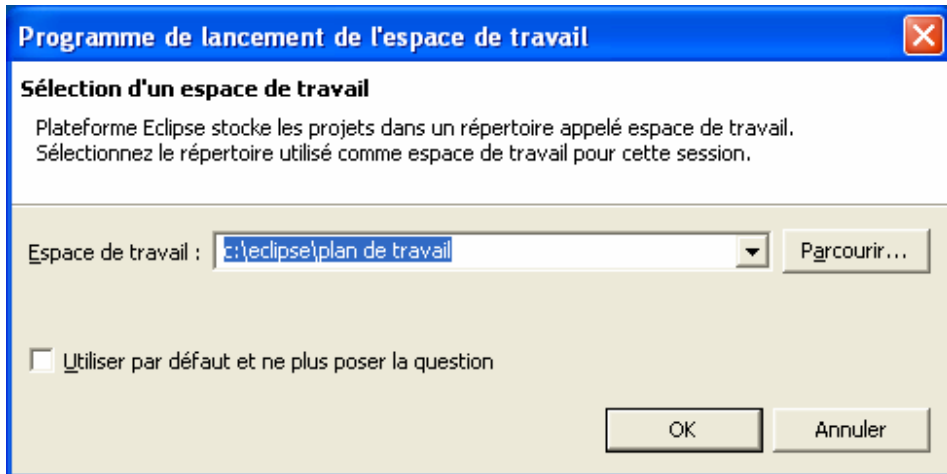 Programme de lancement de l'espace de travail
Sélection d'un espace de travail
Plateforme Eclipse stocke les projets dans un répertoire appelé espace de travail.
Sélectionnez le répertoire utilisé comme espace de travail pour cette session.
Espace de travail : c:\eclipse\plan de travail Parcourir...
Utiliser par défaut et ne plus poser la question
OK Annuler